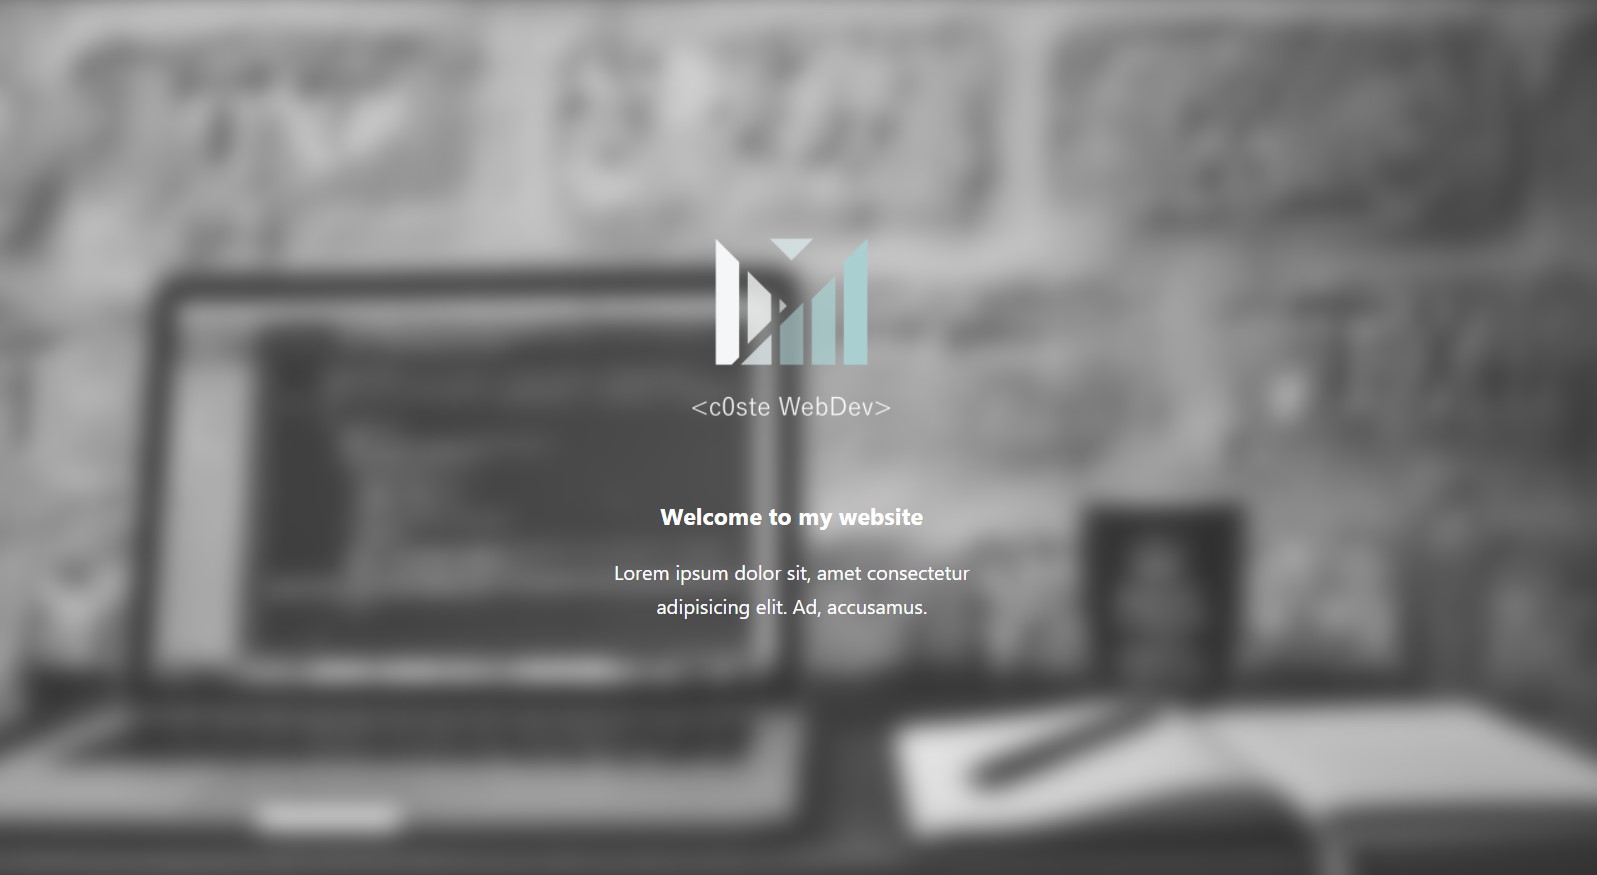 <c0ste WebDev>
Welcome to my website
Lorem ipsum dolor sit, amet consectetur
adipisicing elit. Ad, accusamus.